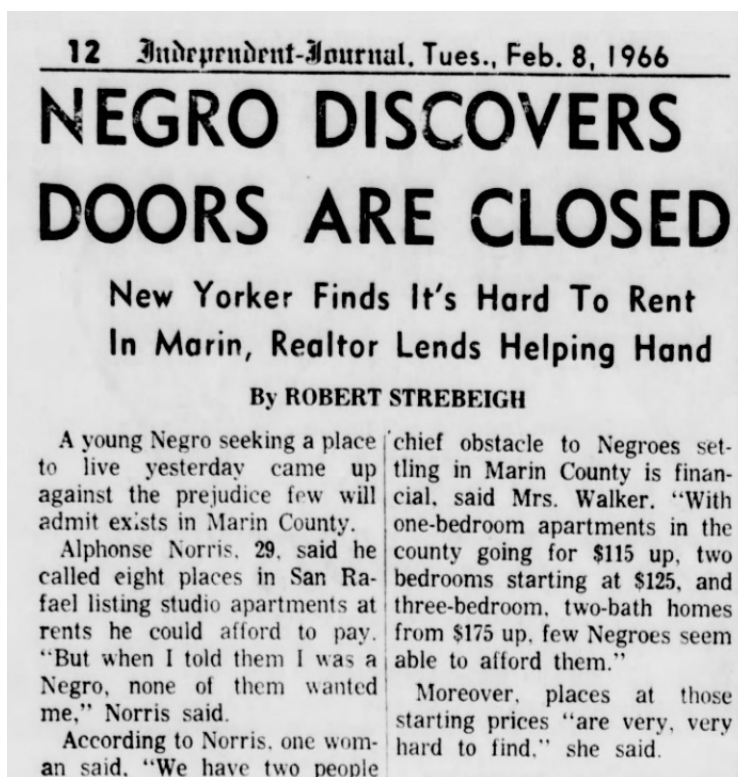 12 Independent-Journal, Tues., Feb. 8, 1966
NEGRO DISCOVERS
DOORS ARE CLOSED
New Yorker Finds It's Hard To Rent
In Marin, Realtor Lends Helping Hand
By ROBERT STREBEIGH
A young Negro seeking a place
to live yesterday came up
against the prejudice few will
admit exists in Marin County.
Alphonse Norris, 29, said he
called eight places in San Ra-
fael listing studio apartments at
rents he could afford to pay.
"But when I told them I was a
Negro, none of them wanted
me," Norris said.
According to Norris, one wom-
an said, "We have two people
chief obstacle to Negroes set-
tling in Marin County is finan-
cial, said Mrs. Walker. "With
one-bedroom apartments in the
county going for $115 up, two
bedrooms starting at $125, and
three-bedroom, two-bath homes
from $175 up, few Negroes seem
able to afford them."
Moreover, places at those
starting prices "are very, very
hard to find," she said.